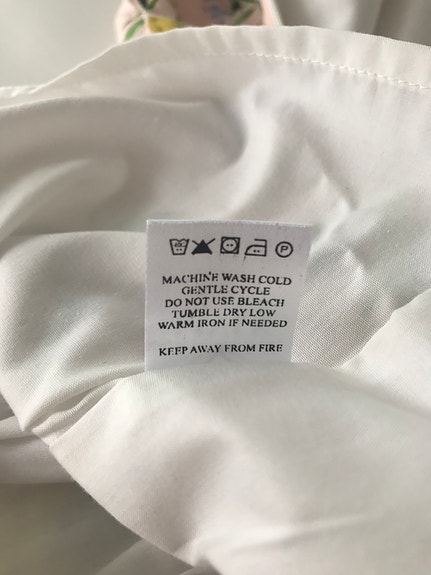 P
MACHINE WASH COLD
GENTLE CYCLE
DO NOT USE BLEACH
TUMBLE DRY LOW
WARM IRON IF NEEDED
KEEP AWAY FROM FIRE